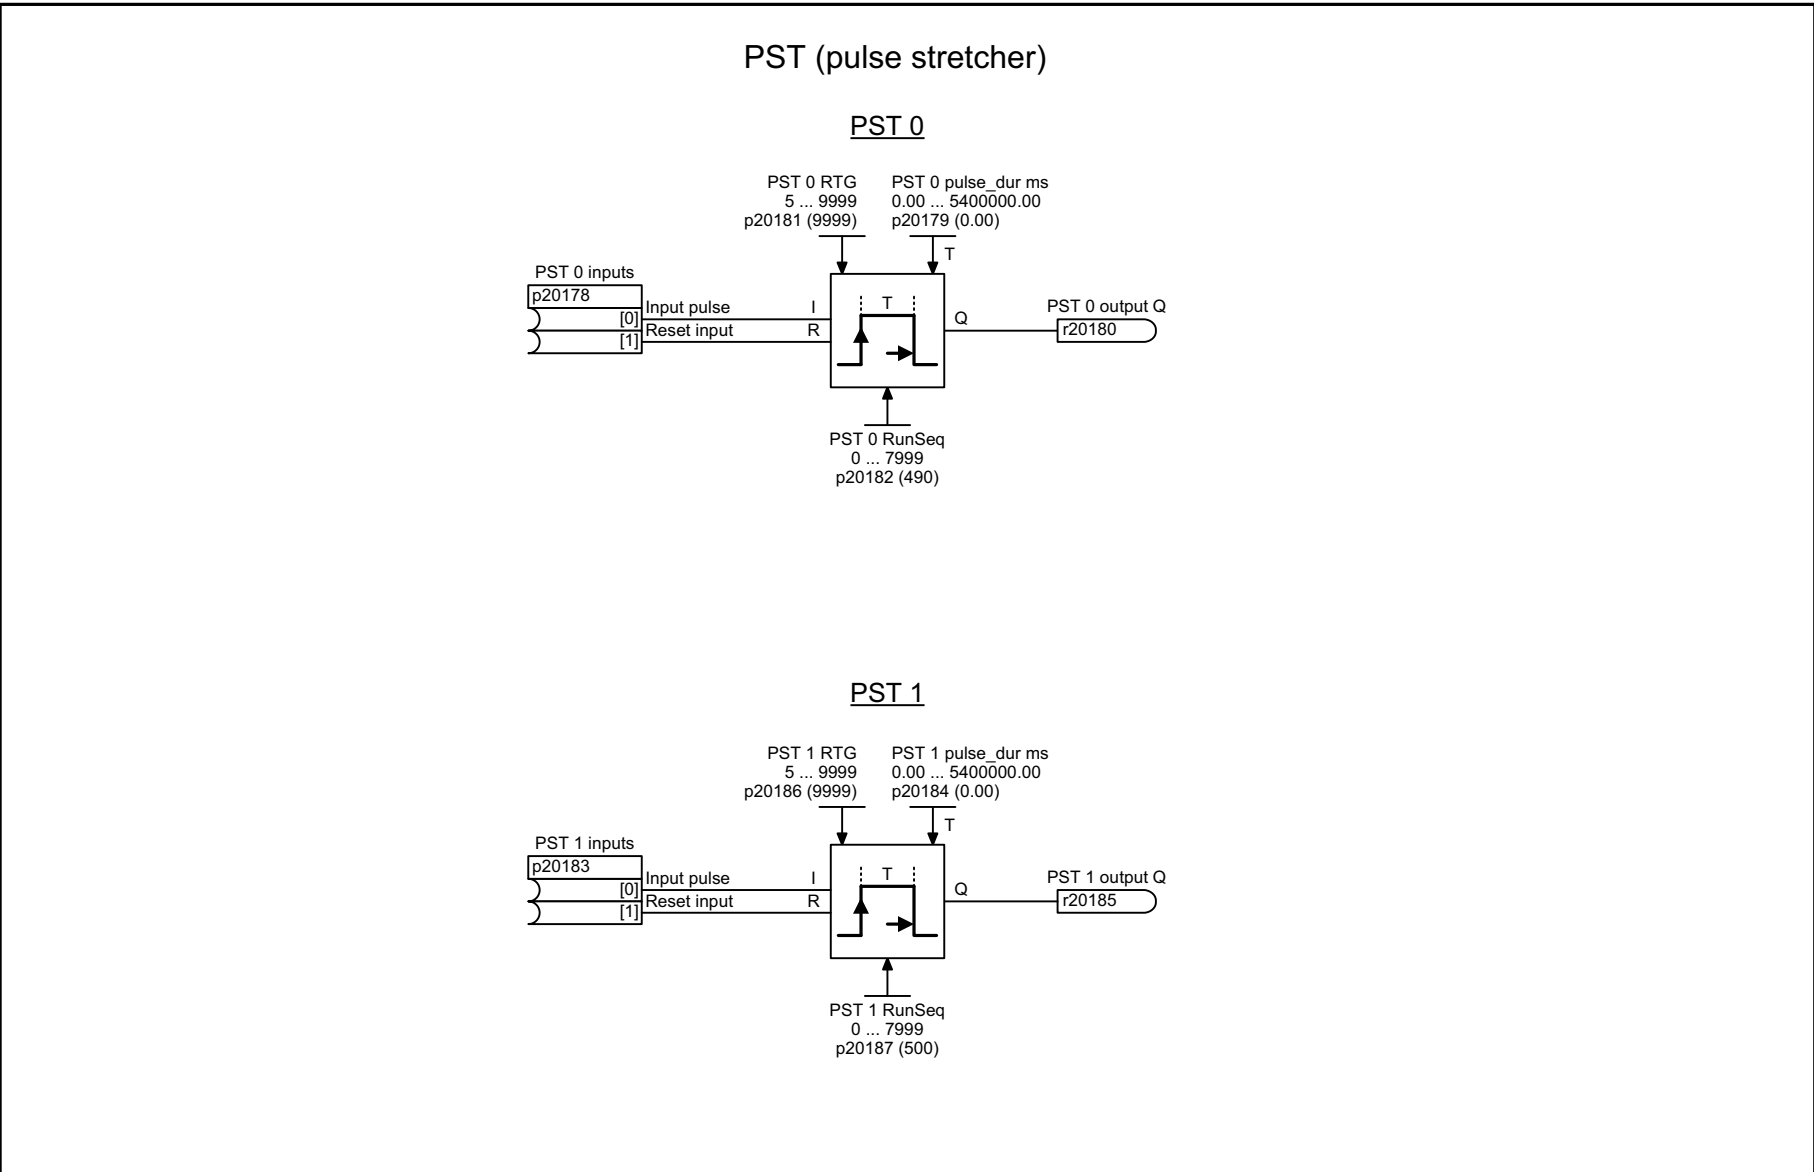 PST (pulse stretcher)
PST 0
PST 0 RTG
5 ... 9999
p20181 (9999)
PST 0 pulse_dur ms
0.00 ... 5400000.00
p20179 (0.00)
T
PST 0 inputs
p20178
[0]
[1]
Input pulse
Reset input
I
R
T
Q
PST 0 output Q
r20180
PST 0 RunSeq
0 ... 7999
p20182 (490)
PST 1
PST 1 RTG
5 ... 9999
p20186 (9999)
PST 1 pulse_dur ms
0.00 ... 5400000.00
p20184 (0.00)
T
PST 1 inputs
p20183
[0]
[1]
Input pulse
Reset input
I
R
T
Q
PST 1 output Q
r20185
PST 1 RunSeq
0 ... 7999
p20187 (500)